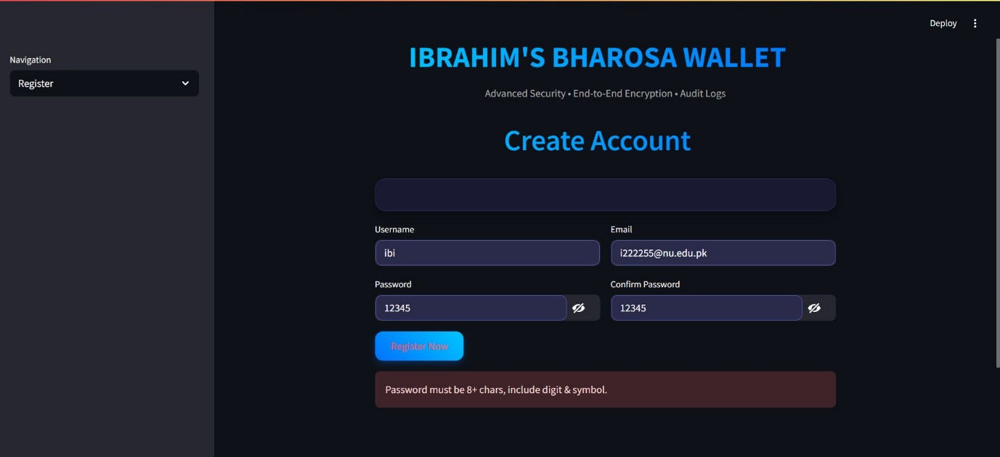 Deploy
Navigation
Register
IBRAHIM'S BHAROSA WALLET
Advanced Security • End-to-End Encryption • Audit Logs
Create Account
Username
Email
ibi
i222255@nu.edu.pk
Password
Confirm Password
12345
12345
Register Now
Password must be 8+ chars, include digit & symbol.